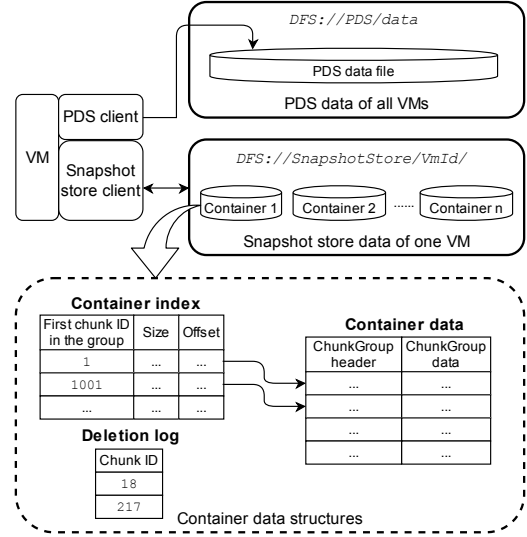 DFS://PDS/data
PDS data file
PDS data of all VMs
VM
PDS client
Snapshot
store client
DFS://SnapshotStore/VmId/
Container 1
Container 2
......
Container n
Snapshot store data of one VM
Container index
First chunk ID
in the group
Size
Offset
1
...
...
1001
...
...
...
...
...
Container data
ChunkGroup
header
ChunkGroup
data
...
...
...
...
...
...
...
...
Deletion log
Chunk ID
18
217
Container data structures